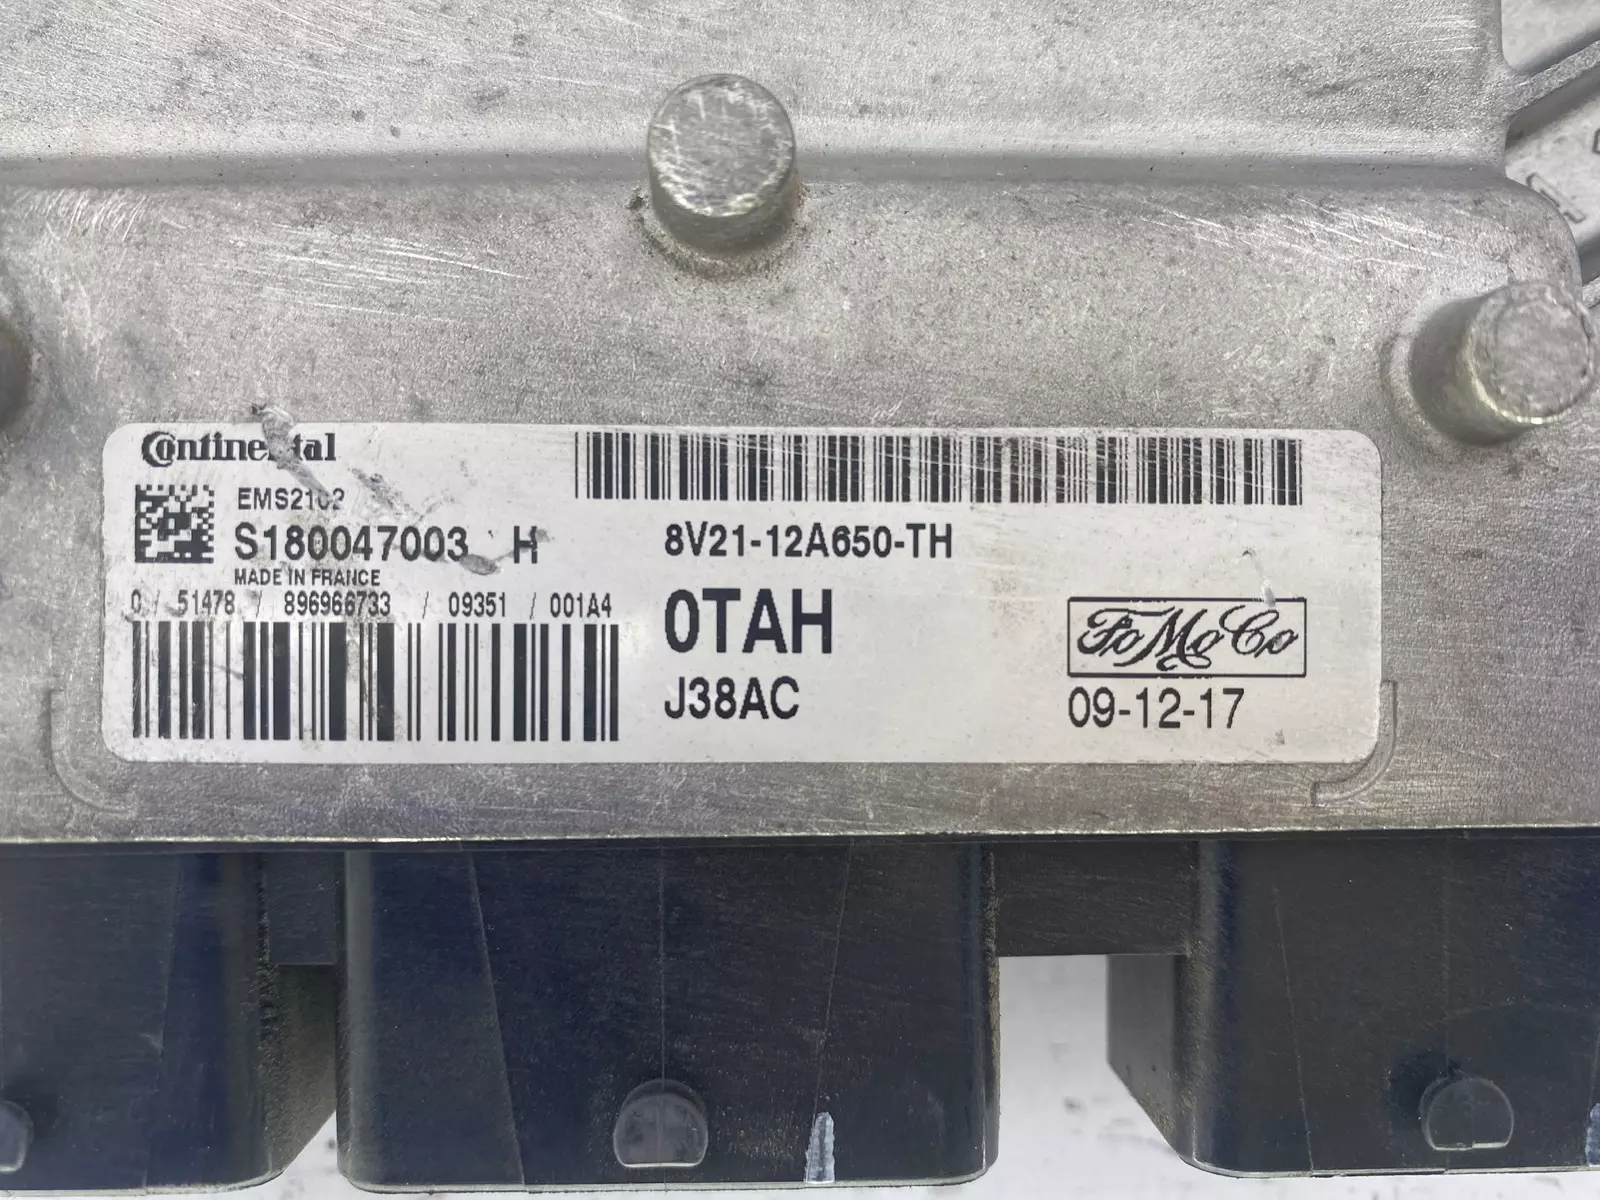 Continental
EMS2102
S180047003 H
MADE IN FRANCE
0 / 51478 / 896966733 / 09351 / 001A4
8V21-12A650-TH
0TAH
J38AC
FoMoCo
09-12-17